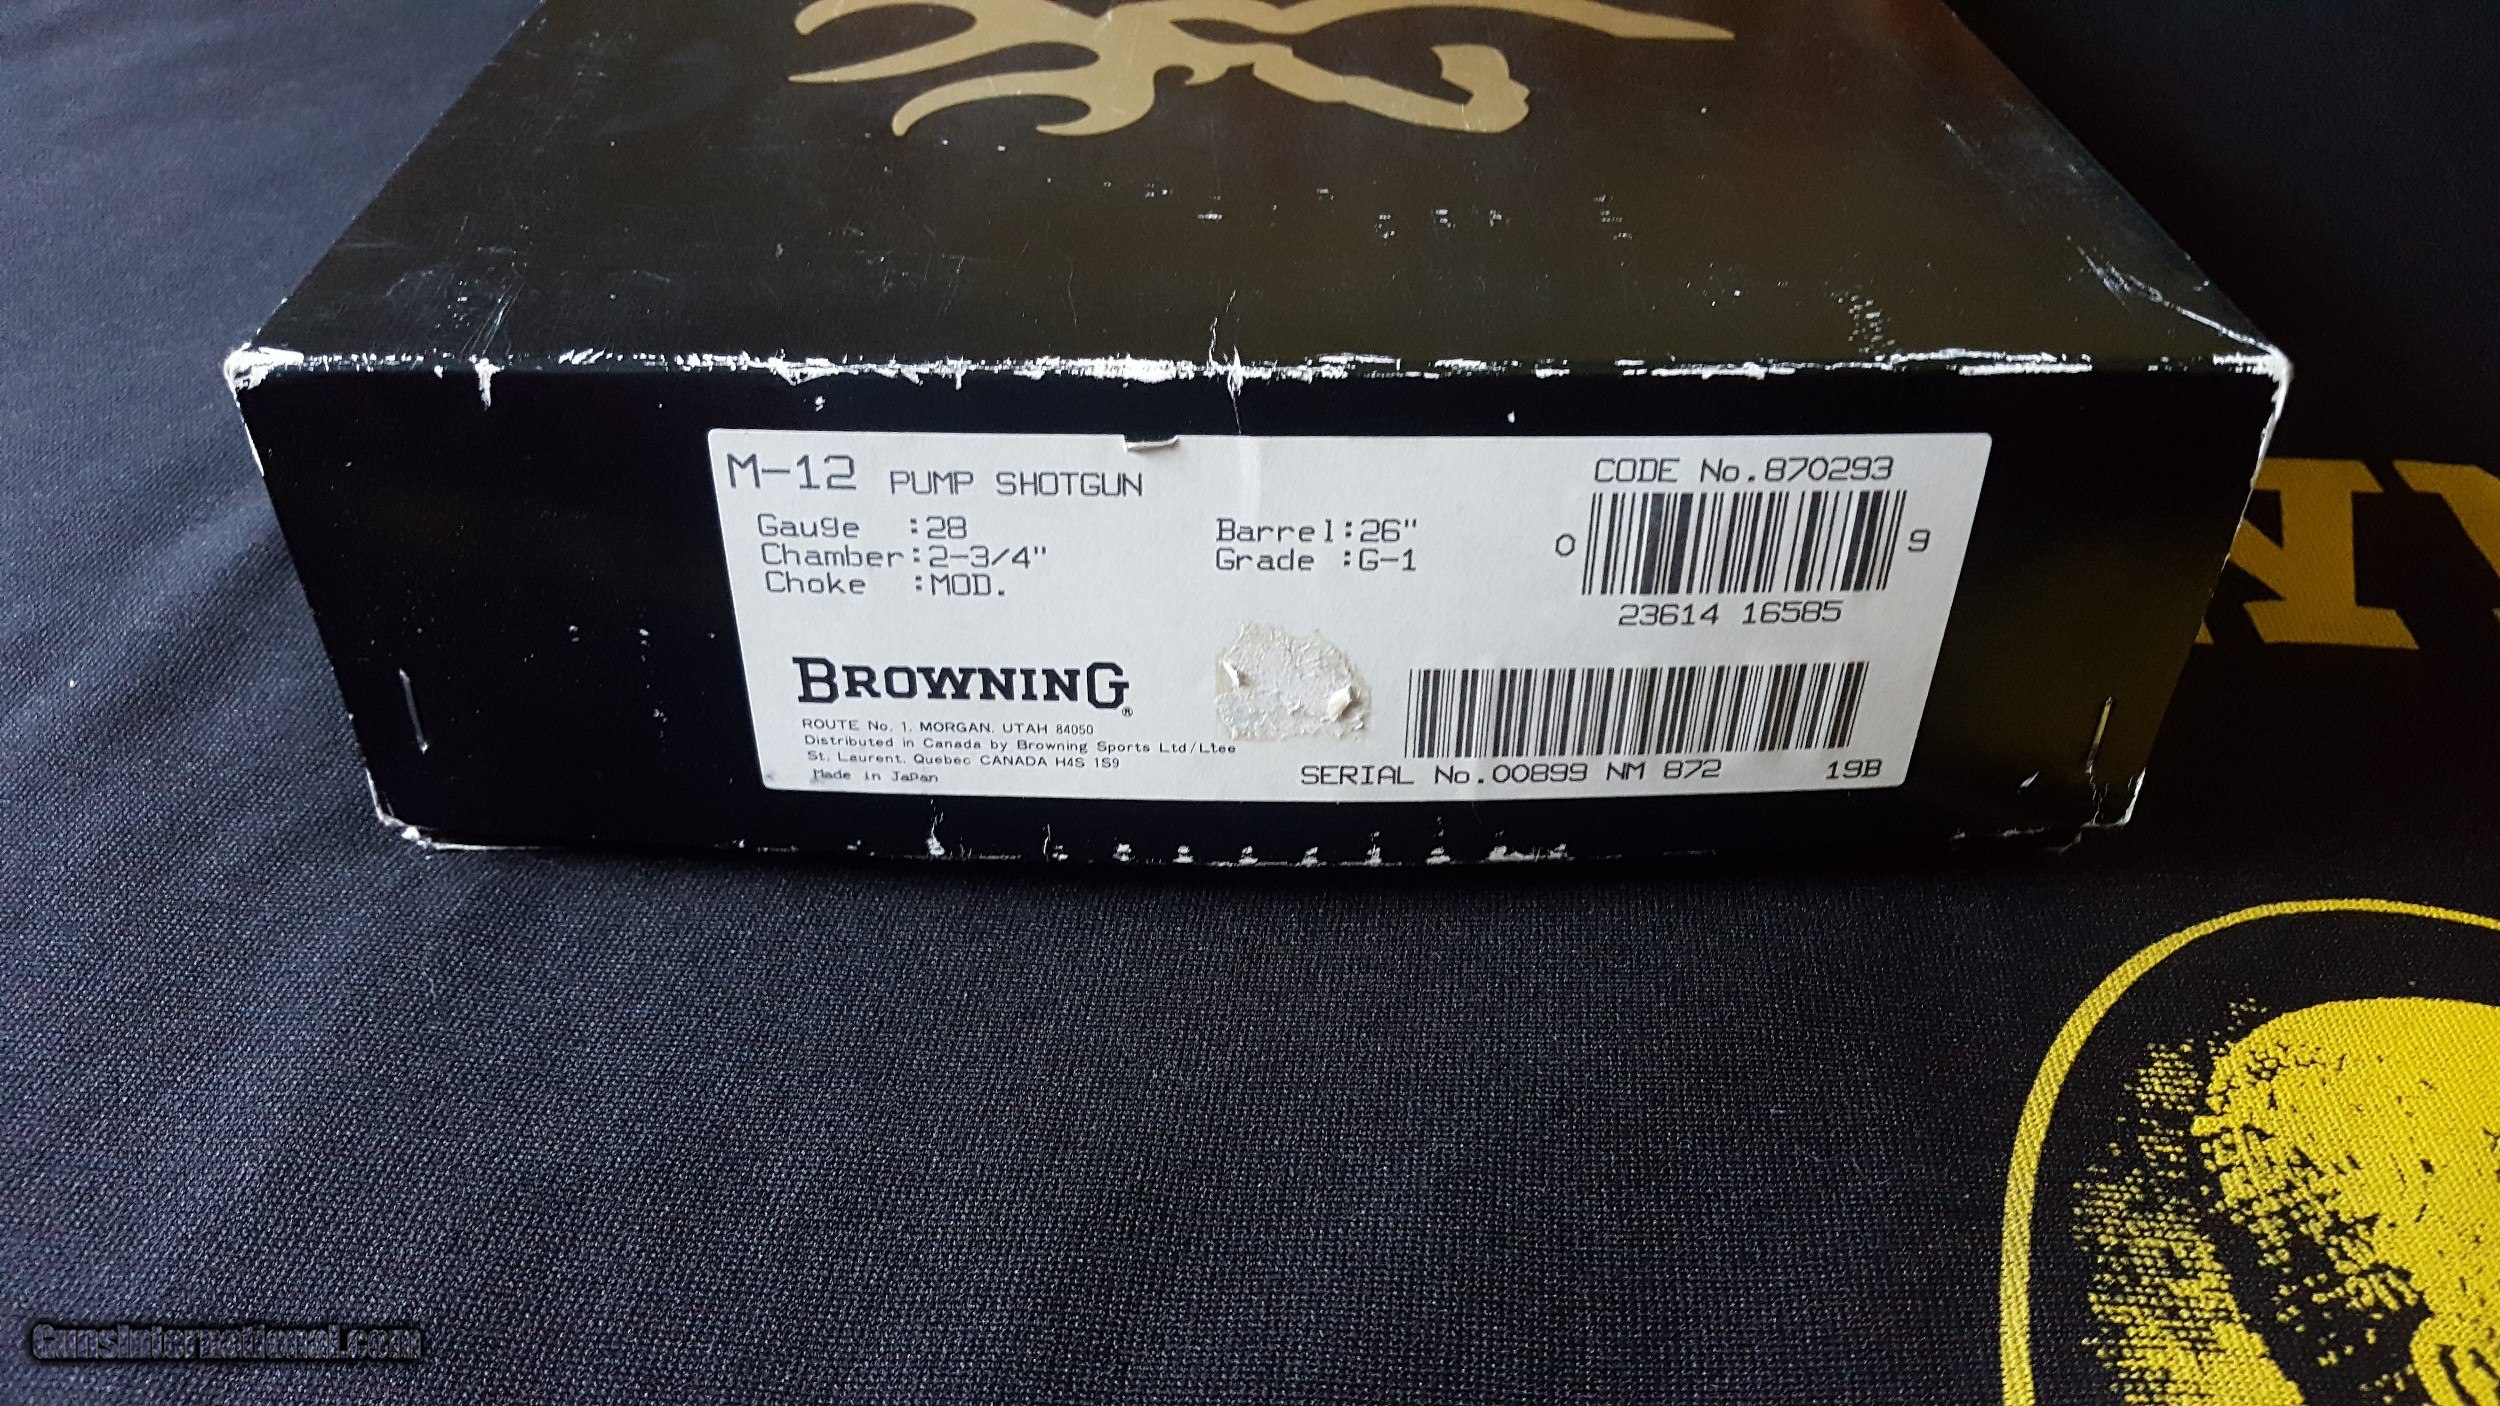 M-12 PUMP SHOTGUN
Gauge :28
Chamber:2-3/4"
Choke :MOD.
Barrel:26"
Grade :G-1
CODE No.870293
0 9
23614 16585
BROWNING®
ROUTE No. 1, MORGAN, UTAH 84050
Distributed in Canada by Browning Sports Ltd/Ltee
St. Laurent, Quebec CANADA H4S 1S9
Made in Japan
SERIAL No.00899 NM 872 19B
GunsInternational.com